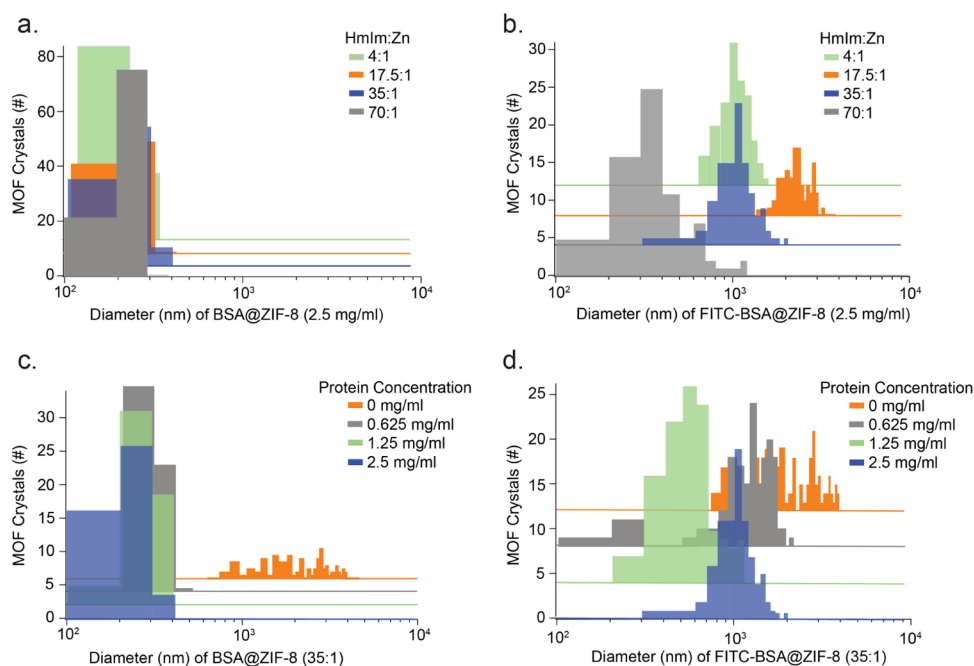 a.
HmIm:Zn
4:1
17.5:1
35:1
70:1
MOF Crystals (#)
80
60
40
20
0
10²
10³
10⁴
Diameter (nm) of BSA@ZIF-8 (2.5 mg/ml)
b.
HmIm:Zn
4:1
17.5:1
35:1
70:1
MOF Crystals (#)
30
25
20
15
10
5
0
10²
10³
10⁴
Diameter (nm) of FITC-BSA@ZIF-8 (2.5 mg/ml)
c.
Protein Concentration
0 mg/ml
0.625 mg/ml
1.25 mg/ml
2.5 mg/ml
MOF Crystals (#)
30
25
20
15
10
5
0
10²
10³
10⁴
Diameter (nm) of BSA@ZIF-8 (35:1)
d.
Protein Concentration
0 mg/ml
0.625 mg/ml
1.25 mg/ml
2.5 mg/ml
MOF Crystals (#)
25
20
15
10
5
0
10²
10³
10⁴
Diameter (nm) of FITC-BSA@ZIF-8 (35:1)